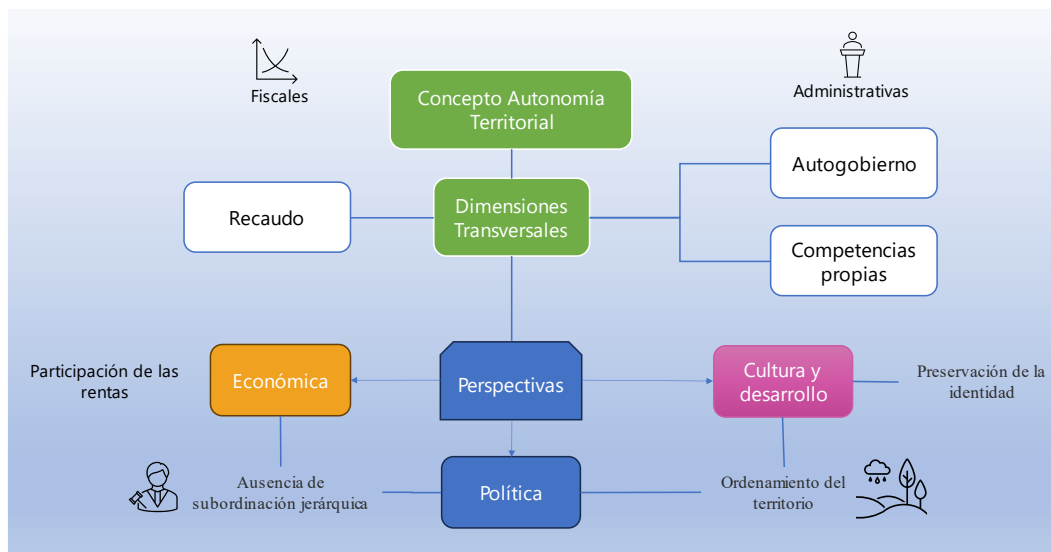 Fiscales
Administrativas
Concepto Autonomía
Territorial
Autogobierno
Recaudo
Dimensiones
Transversales
Competencias
propias
Participación de las
rentas
Económica
Perspectivas
Cultura y
desarrollo
Preservación de la
identidad
Ausencia de
subordinación jerárquica
Política
Ordenamiento del
territorio